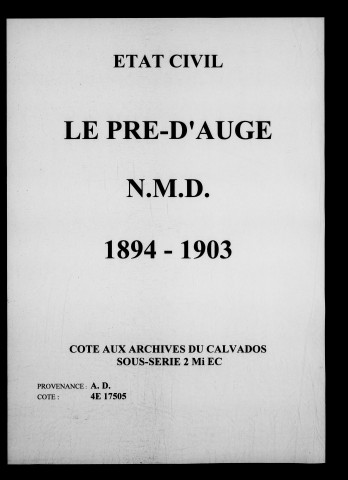 ETAT CIVIL
LE PRE-D'AUGE
N.M.D.
1894 - 1903
COTE AUX ARCHIVES DU CALVADOS
SOUS-SERIE 2 Mi EC
PROVENANCE : A. D.
COTE : 4E 17505